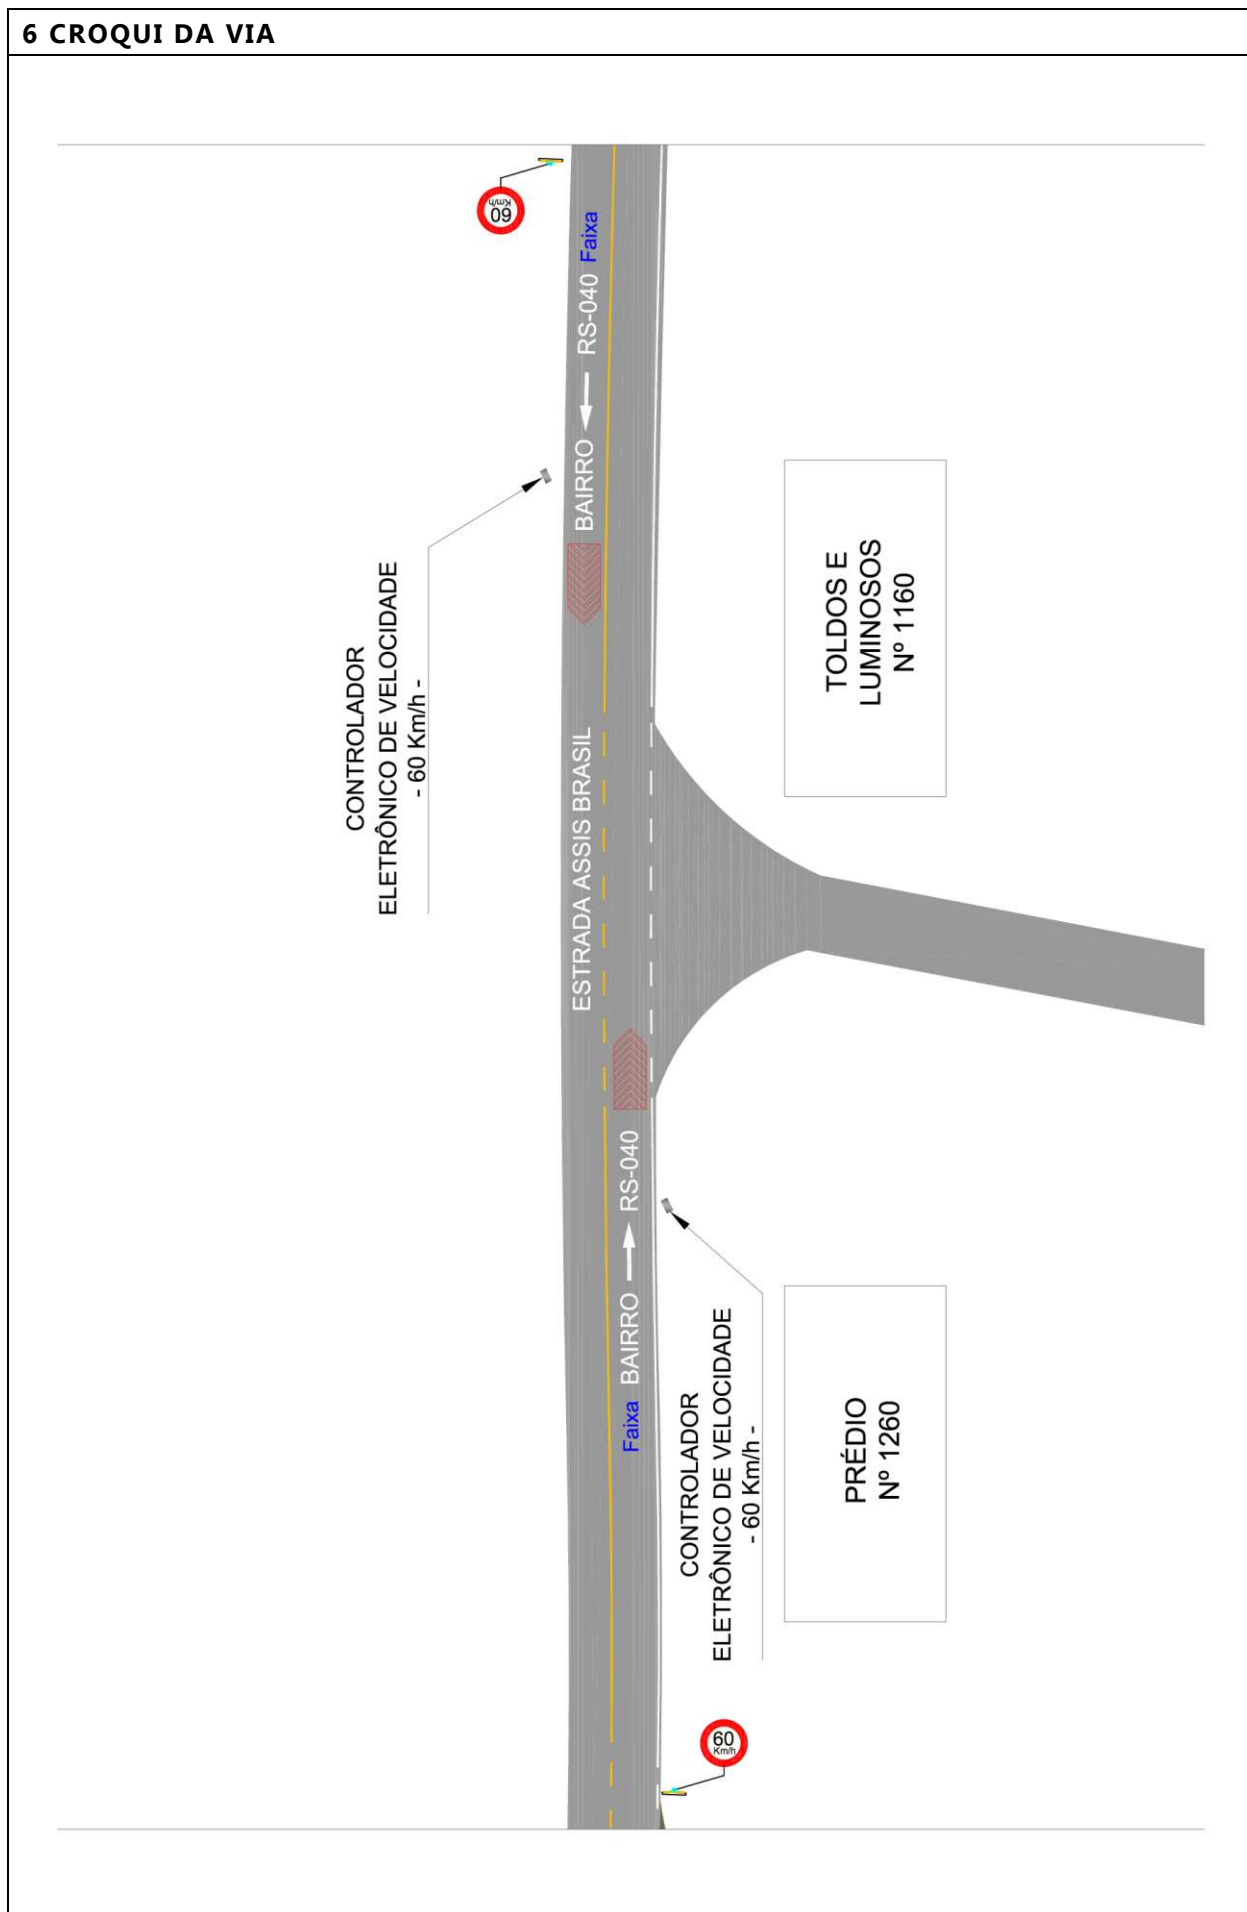 6 CROQUI DA VIA
60
Km/h
BAIRRO ← RS-040 Faixa
CONTROLADOR
ELETRÔNICO DE VELOCIDADE
- 60 Km/h -
TOLDOS E
LUMINOSOS
Nº 1160
ESTRADA ASSIS BRASIL
Faixa BAIRRO → RS-040
CONTROLADOR
ELETRÔNICO DE VELOCIDADE
- 60 Km/h -
PRÉDIO
Nº 1260
60
Km/h